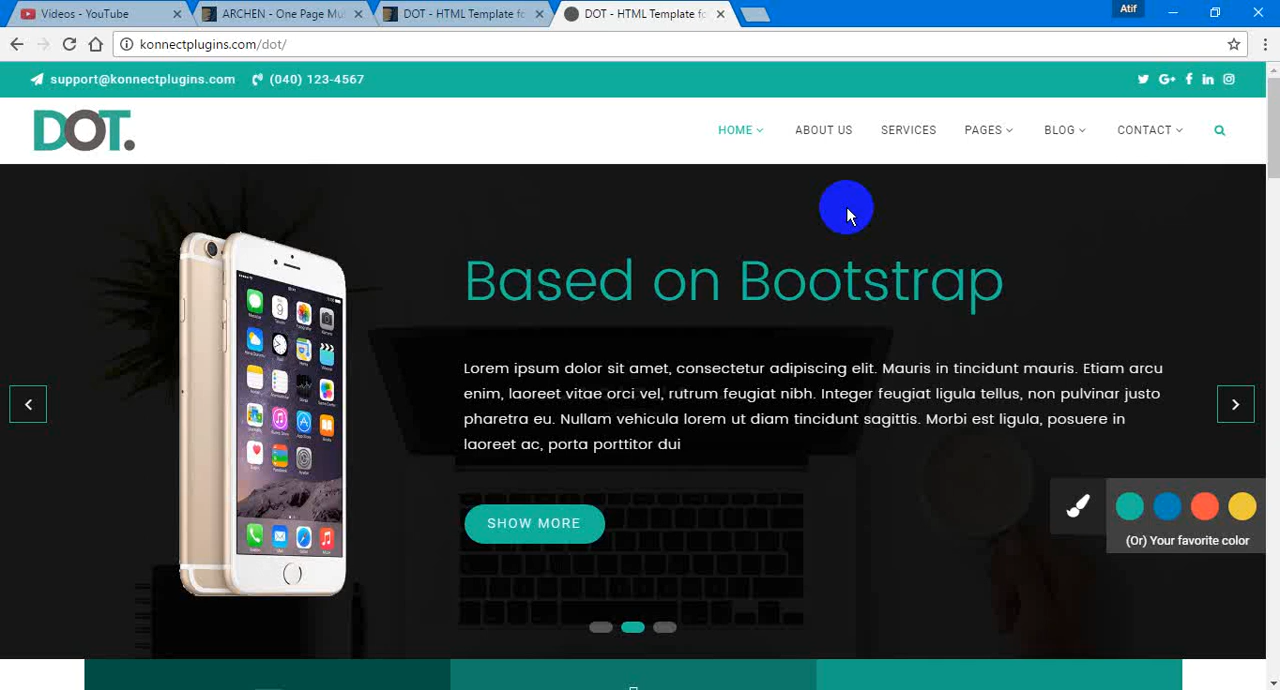 Videos - YouTube
ARCHEN - One Page Mu
DOT - HTML Template fo
DOT - HTML Template fo
Atif
konnectplugins.com/dot/
support@konnectplugins.com (040) 123-4567
DOT.
HOME ABOUT US SERVICES PAGES BLOG CONTACT
Based on Bootstrap
Lorem ipsum dolor sit amet, consectetur adipiscing elit. Mauris in tincidunt mauris. Etiam arcu
enim, laoreet vitae orci vel, rutrum feugiat nibh. Integer feugiat ligula tellus, non pulvinar justo
pharetra eu. Nullam vehicula lorem ut diam tincidunt sagittis. Morbi est ligula, posuere in
laoreet ac, porta porttitor dui
SHOW MORE
(Or) Your favorite color